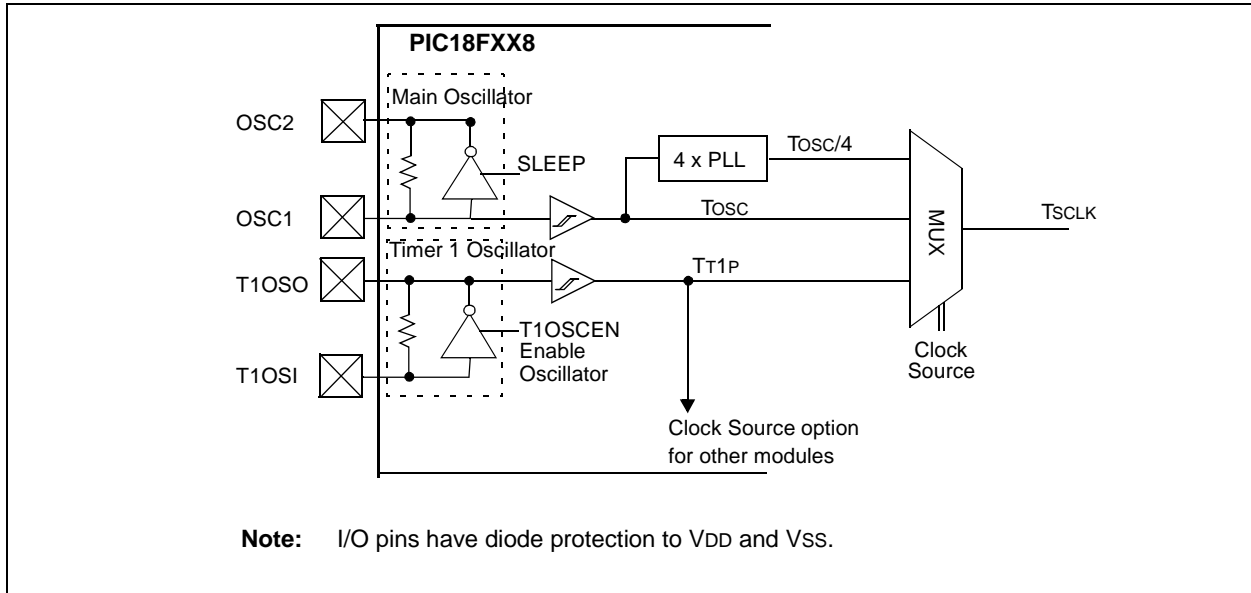 PIC18FXX8
Main Oscillator
OSC2
4 x PLL
TOSC/4
SLEEP
OSC1
TOSC
MUX
TSCLK
Timer 1 Oscillator
T1OSO
TT1P
T1OSCEN
Enable
Oscillator
Clock
Source
T1OSI
Clock Source option
for other modules
Note: I/O pins have diode protection to VDD and VSS.